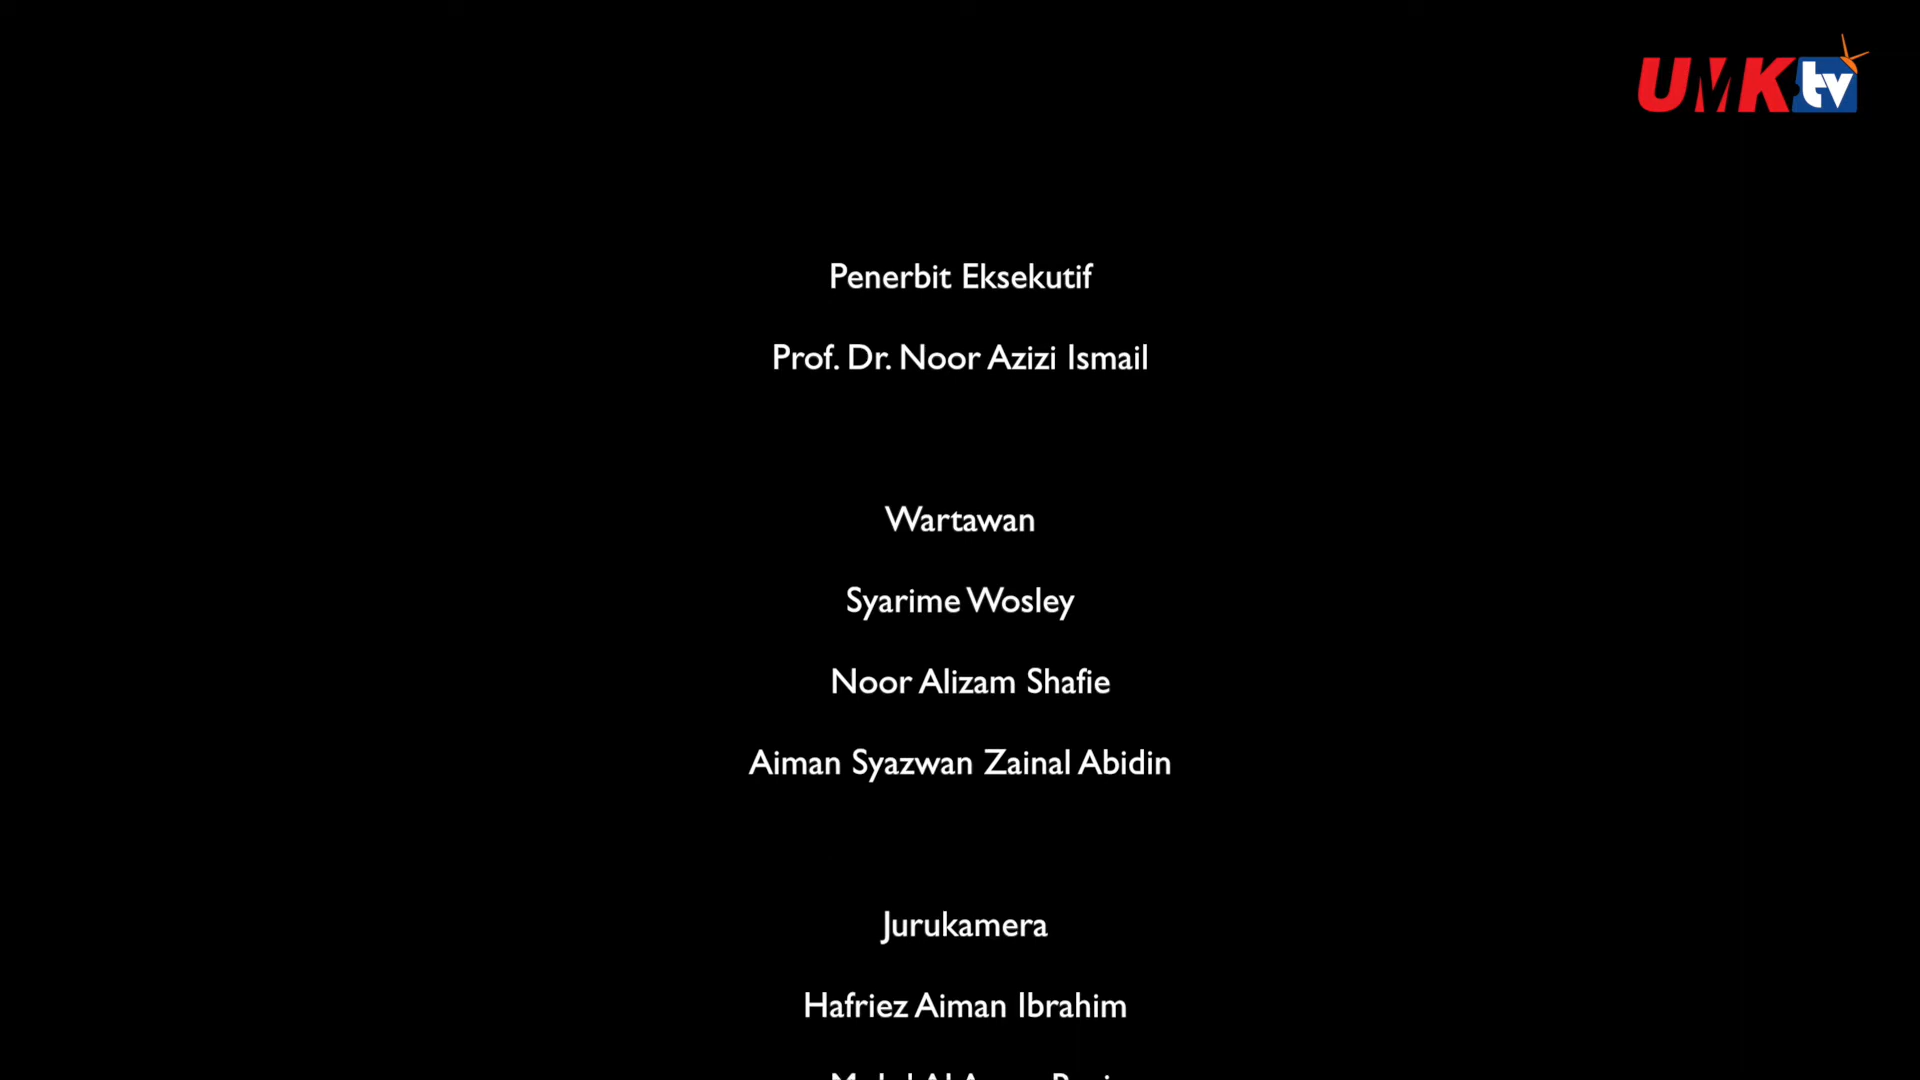 UMKtv
Penerbit Eksekutif
Prof. Dr. Noor Azizi Ismail
Wartawan
Syarime Wosley
Noor Alizam Shafie
Aiman Syazwan Zainal Abidin
Jurukamera
Hafriez Aiman Ibrahim